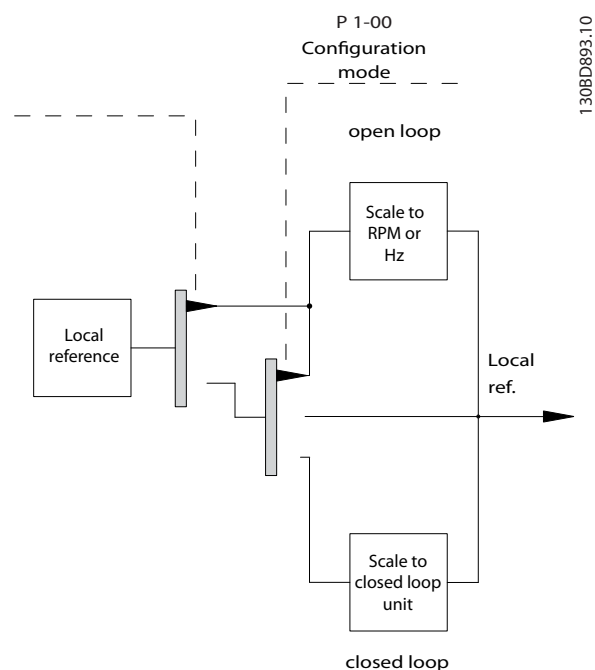 P 1-00
Configuration
mode
130BD893.10
open loop
Scale to
RPM or
Hz
Local
reference
Local
ref.
Scale to
closed loop
unit
closed loop